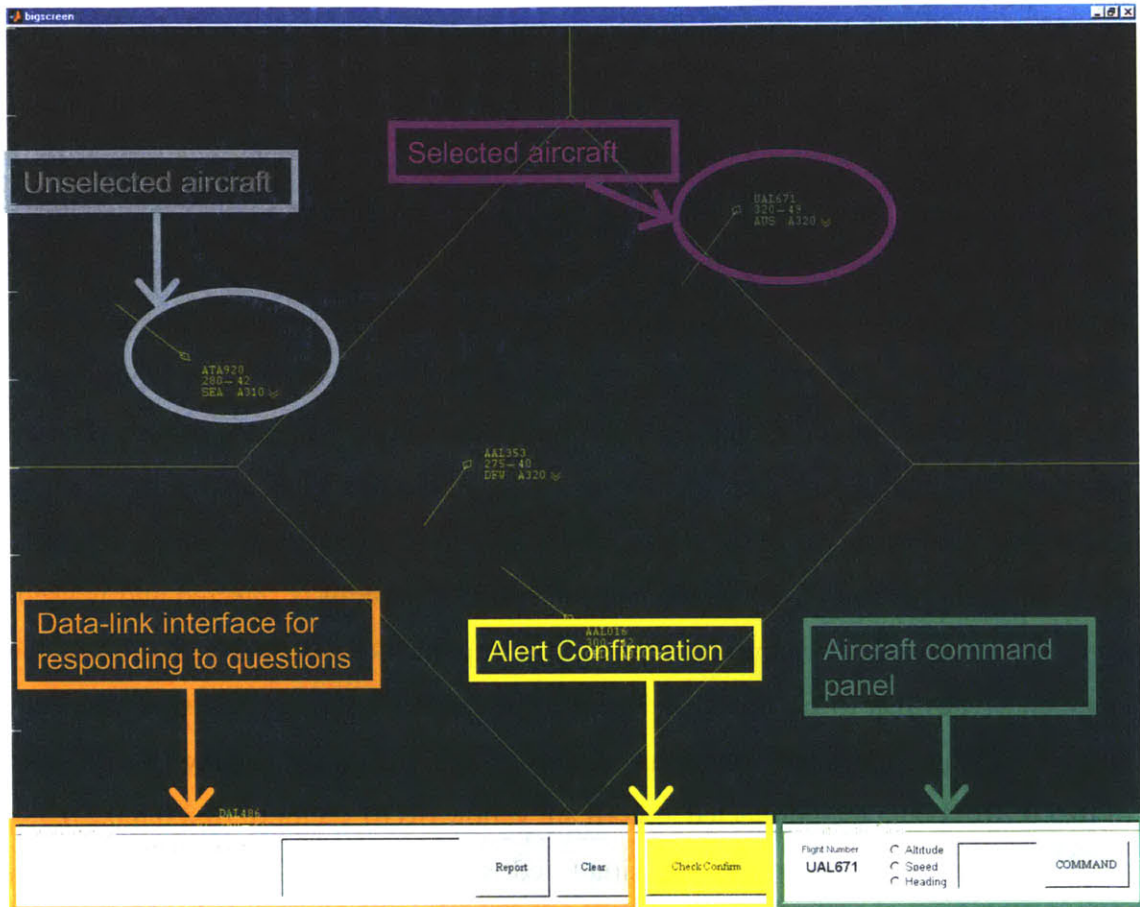 bigscreen
Selected aircraft
Unselected aircraft
UAL671
320-49
AUS A320
ATA920
280-42
SEA A310
AAL353
275-40
DFW A320
Data-link interface for
responding to questions
AAL016
Alert Confirmation
Aircraft command
panel
DAL486
Report
Clear
Check Confirm
Flight Number
UAL671
Altitude
Speed
Heading
COMMAND